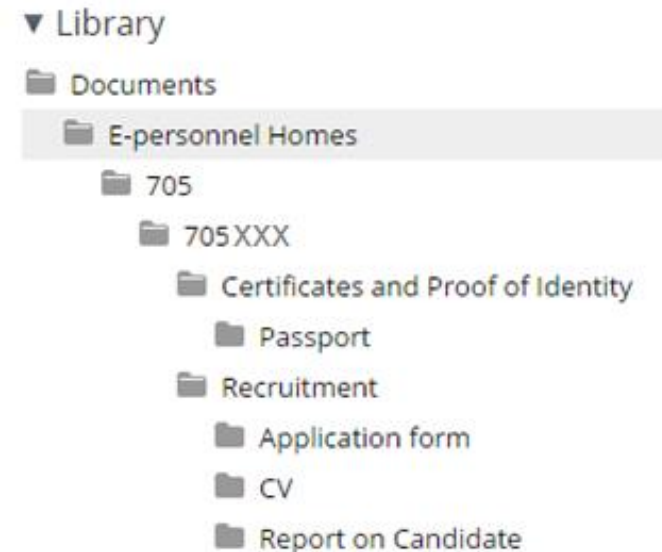 Library
Documents
E-personnel Homes
705
705XXX
Certificates and Proof of Identity
Passport
Recruitment
Application form
CV
Report on Candidate